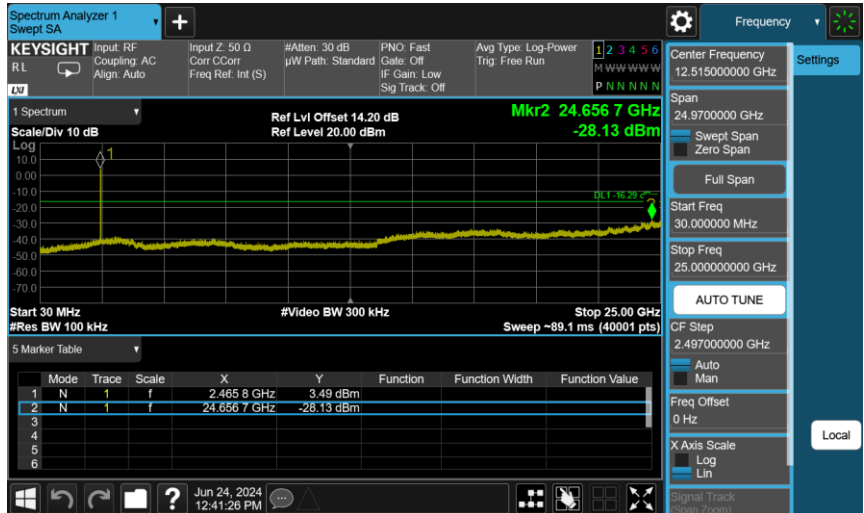 Spectrum Analyzer 1
Swept SA
Frequency
KEYSIGHT
RL
LXI
Input: RF
Coupling: AC
Align: Auto
Input Z: 50 Ω
Corr CCorr
Freq Ref: Int (S)
#Atten: 30 dB
µW Path: Standard
PNO: Fast
Gate: Off
IF Gain: Low
Sig Track: Off
Avg Type: Log-Power
Trig: Free Run
1 2 3 4 5 6
M W W W W W
P N N N N N
1 Spectrum
Scale/Div 10 dB
Ref Lvl Offset 14.20 dB
Ref Level 20.00 dBm
Mkr2 24.656 7 GHz
-28.13 dBm
Log
10.0
0.00
-10.0
-20.0
-30.0
-40.0
-50.0
-60.0
-70.0
1
DL1 -16.29
2
Start 30 MHz
#Res BW 100 kHz
#Video BW 300 kHz
Stop 25.00 GHz
Sweep ~89.1 ms (40001 pts)
5 Marker Table
Mode Trace Scale X Y Function Function Width Function Value
1 N 1 f 2.465 8 GHz 3.49 dBm
2 N 1 f 24.656 7 GHz -28.13 dBm
3
4
5
6
Jun 24, 2024
12:41:26 PM
Center Frequency
12.515000000 GHz
Span
24.9700000 GHz
Swept Span
Zero Span
Full Span
Start Freq
30.000000 MHz
Stop Freq
25.000000000 GHz
AUTO TUNE
CF Step
2.497000000 GHz
Auto
Man
Freq Offset
0 Hz
X Axis Scale
Log
Lin
Signal Track
(Span Zoom)
Settings
Local